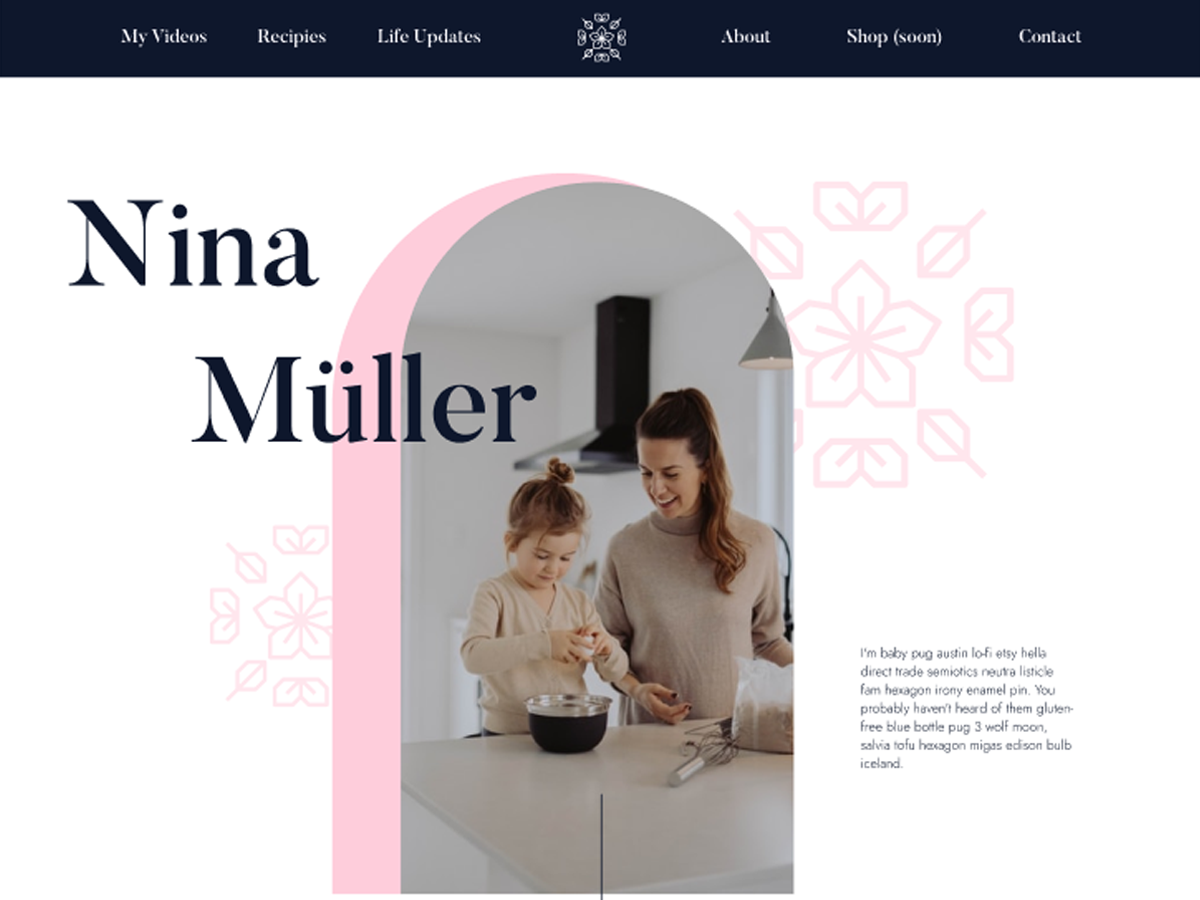 My Videos Recipies Life Updates About Shop (soon) Contact
Nina
Müller
I'm baby pug austin lo-fi etsy hella
direct trade semiotics neutra listicle
fam hexagon irony enamel pin. You
probably haven't heard of them gluten-
free blue bottle pug 3 wolf moon,
salvia tofu hexagon migas edison bulb
iceland.